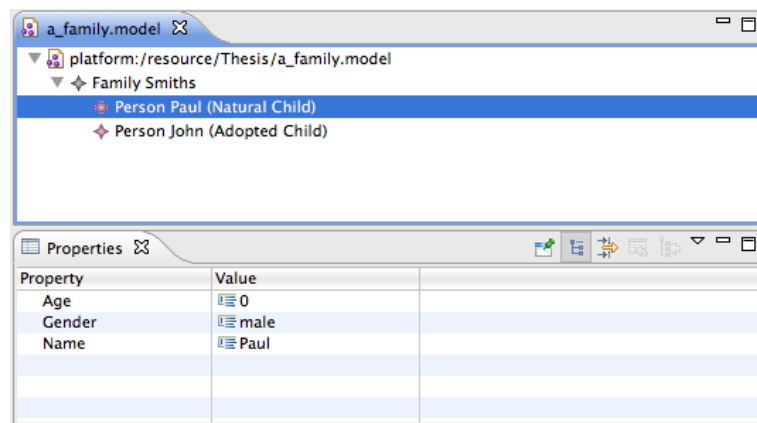 a_family.model
platform:/resource/Thesis/a_family.model
Family Smiths
Person Paul (Natural Child)
Person John (Adopted Child)
Properties
Property Value
Age 0
Gender male
Name Paul